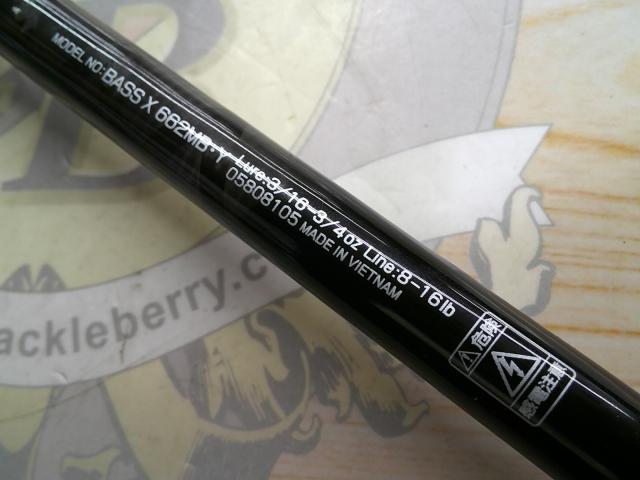 MODEL NO: BASS X 662MB・Y Lure:3/16-3/4oz Line:8-16lb
05808105 MADE IN VIETNAM
危険
感電注意
ackleberry.c
B